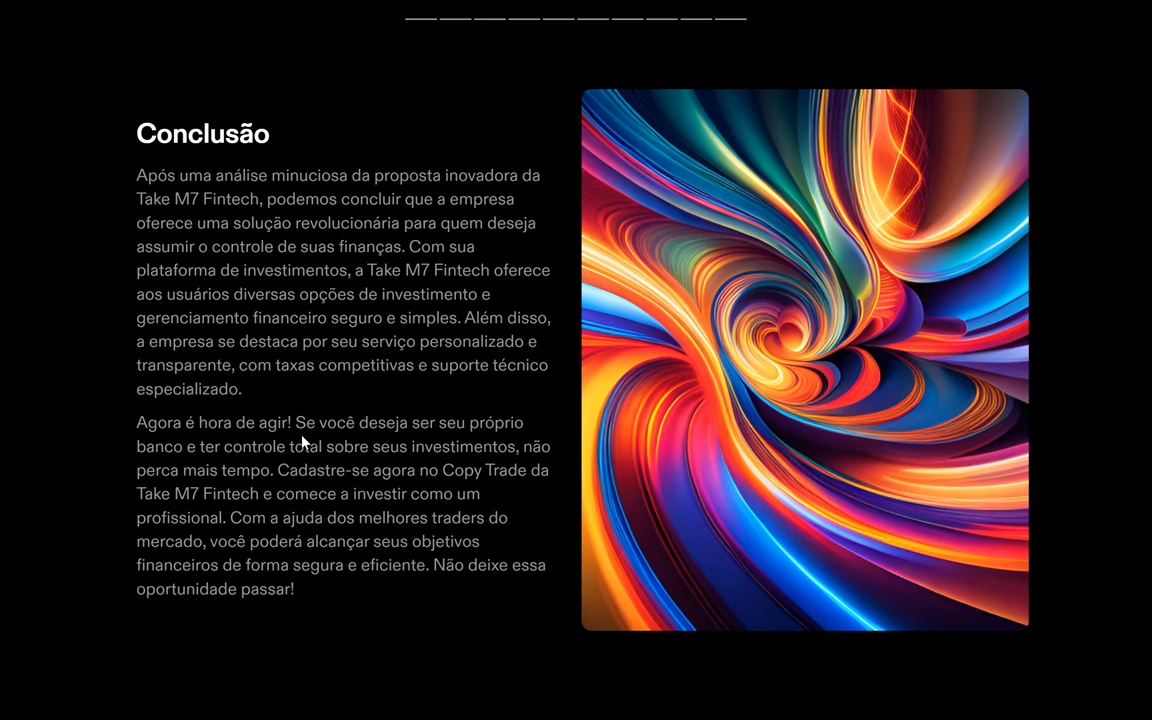 Conclusão
Após uma análise minuciosa da proposta inovadora da
Take M7 Fintech, podemos concluir que a empresa
oferece uma solução revolucionária para quem deseja
assumir o controle de suas finanças. Com sua
plataforma de investimentos, a Take M7 Fintech oferece
aos usuários diversas opções de investimento e
gerenciamento financeiro seguro e simples. Além disso,
a empresa se destaca por seu serviço personalizado e
transparente, com taxas competitivas e suporte técnico
especializado.
Agora é hora de agir! Se você deseja ser seu próprio
banco e ter controle total sobre seus investimentos, não
perca mais tempo. Cadastre-se agora no Copy Trade da
Take M7 Fintech e comece a investir como um
profissional. Com a ajuda dos melhores traders do
mercado, você poderá alcançar seus objetivos
financeiros de forma segura e eficiente. Não deixe essa
oportunidade passar!